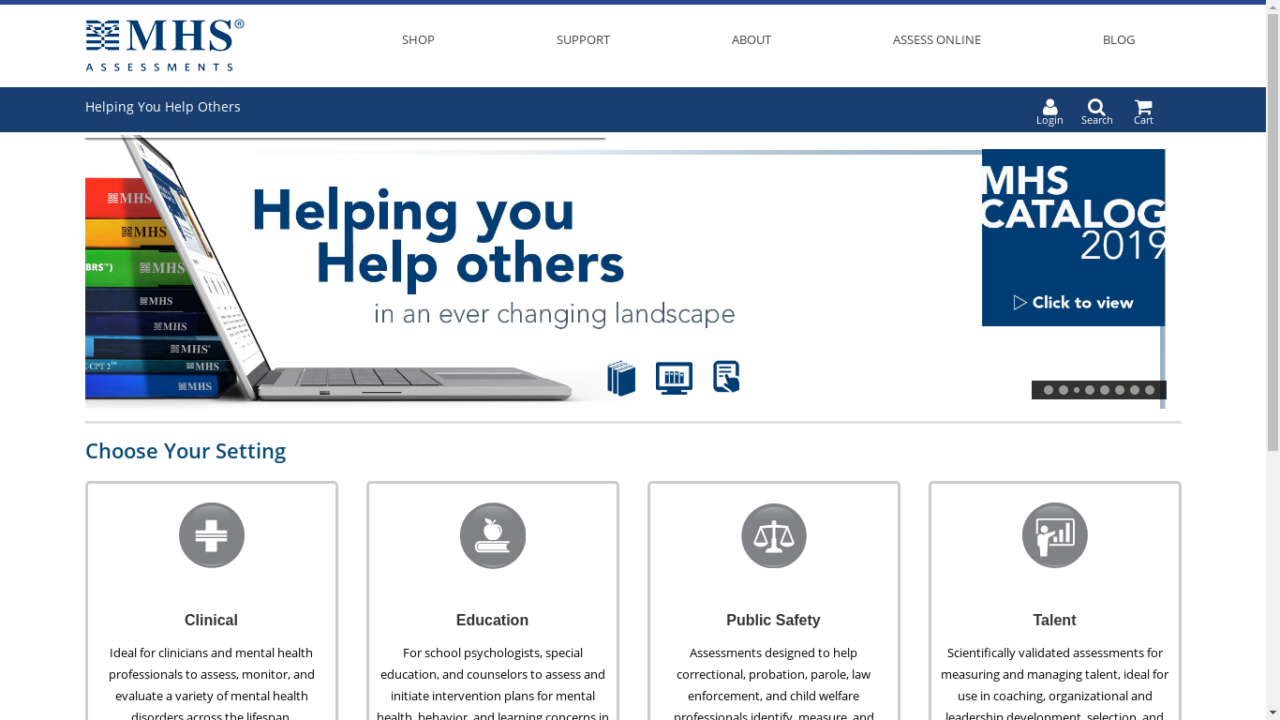 MHS®
ASSESSMENTS
SHOP
SUPPORT
ABOUT
ASSESS ONLINE
BLOG
Helping You Help Others
Login
Search
Cart
MHS
MHS
BRS™)
MHS
MHS
MHS
MHS
CPT 2™
MHS
MHS
Helping you
Help others
in an ever changing landscape
MHS
CATALOG
2019
Click to view
Choose Your Setting
Clinical
Ideal for clinicians and mental health
professionals to assess, monitor, and
evaluate a variety of mental health
disorders across the lifespan
Education
For school psychologists, special
education, and counselors to assess and
initiate intervention plans for mental
health, behavior, and learning concerns in
Public Safety
Assessments designed to help
correctional, probation, parole, law
enforcement, and child welfare
professionals identify, measure, and
Talent
Scientifically validated assessments for
measuring and managing talent, ideal for
use in coaching, organizational and
leadership development, selection, and